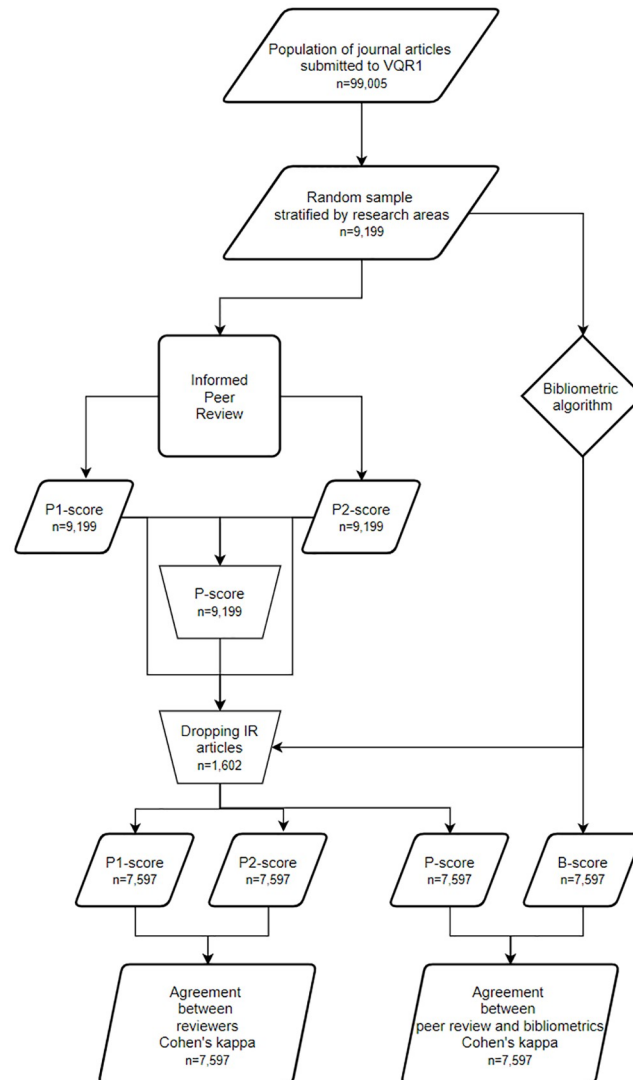 Population of journal articles
submitted to VQR1
n=99,005
Random sample
stratified by research areas
n=9,199
Informed
Peer
Review
Bibliometric
algorithm
P1-score
n=9,199
P2-score
n=9,199
P-score
n=9,199
Dropping IR
articles
n=1,602
P1-score
n=7,597
P2-score
n=7,597
P-score
n=7,597
B-score
n=7,597
Agreement
between
reviewers
Cohen's kappa
n=7,597
Agreement
between
peer review and bibliometrics
Cohen's kappa
n=7,597